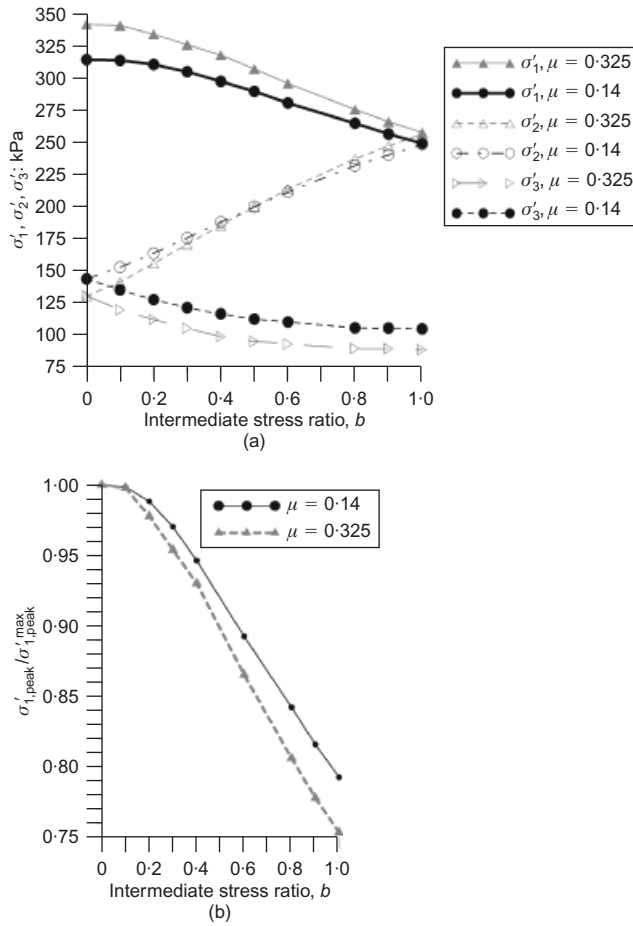 350
325
300
275
250
225
200
175
150
125
100
75
σ′1, σ′2, σ′3: kPa
0 0·2 0·4 0·6 0·8 1·0
Intermediate stress ratio, b
(a)
σ′1, μ = 0·325
σ′1, μ = 0·14
σ′2, μ = 0·325
σ′2, μ = 0·14
σ′3, μ = 0·325
σ′3, μ = 0·14
1·00
0·95
0·90
0·85
0·80
0·75
σ′1,peak/σ′max1,peak
μ = 0·14
μ = 0·325
0 0·2 0·4 0·6 0·8 1·0
Intermediate stress ratio, b
(b)